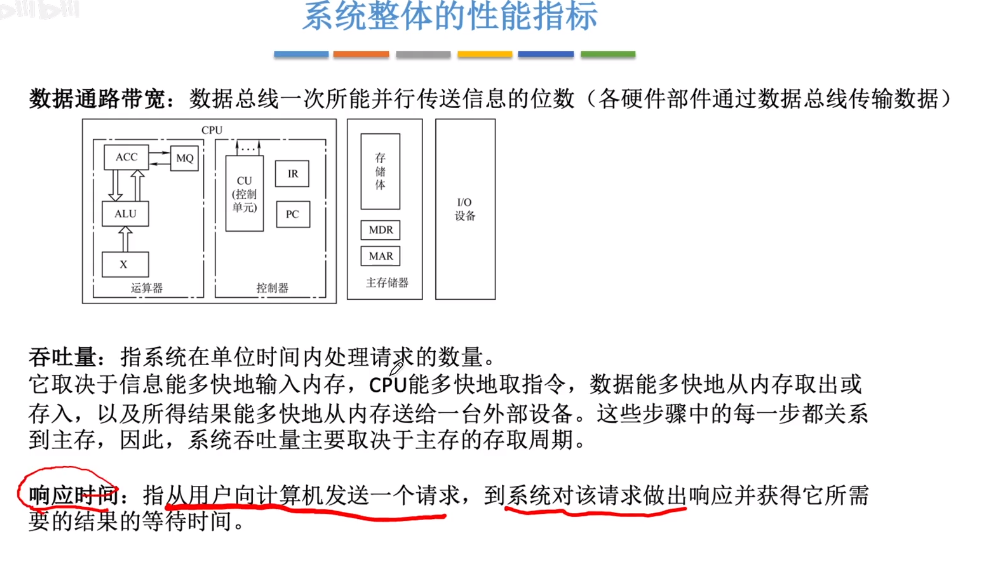 系统整体的性能指标
数据通路带宽：数据总线一次所能并行传送信息的位数（各硬件部件通过数据总线传输数据）
CPU
ACC
MQ
ALU
X
运算器
CU
(控制
单元)
IR
PC
控制器
存
储
体
MDR
MAR
主存储器
I/O
设备
吞吐量：指系统在单位时间内处理请求的数量。
它取决于信息能多快地输入内存，CPU能多快地取指令，数据能多快地从内存取出或
存入，以及所得结果能多快地从内存送给一台外部设备。这些步骤中的每一步都关系
到主存，因此，系统吞吐量主要取决于主存的存取周期。
响应时间：指从用户向计算机发送一个请求，到系统对该请求做出响应并获得它所需
要的结果的等待时间。